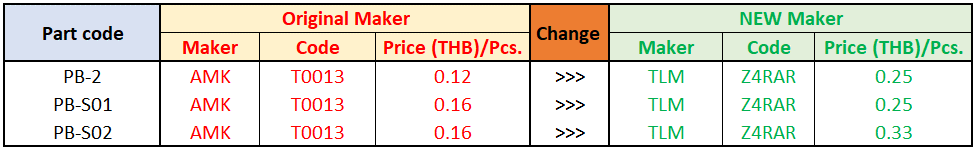 Part code Original Maker Change NEW Maker
Maker Code Price (THB)/Pcs. Maker Code Price (THB)/Pcs.
PB-2 AMK T0013 0.12 >>> TLM Z4RAR 0.25
PB-S01 AMK T0013 0.16 >>> TLM Z4RAR 0.25
PB-S02 AMK T0013 0.16 >>> TLM Z4RAR 0.33